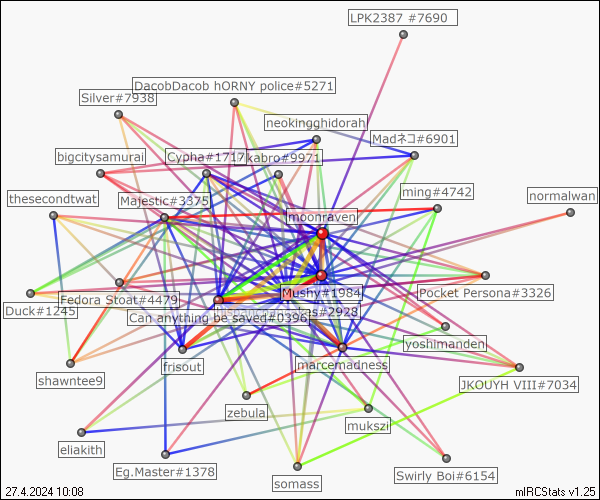 LPK2387 #7690
DacobDacob hORNY police#5271
Silver#7938
neokingghidorah
Madネコ#6901
bigcitysamurai
Cypha#1717
kabro#9971
thesecondtwat
Majestic#3375
ming#4742
normalwan
moonraven
Duck#1245
Fedora Stoat#4479
Mushy#1984
Pocket Persona#3326
Can anything be saved#0396
#2928
yoshimanden
frisout
marcemadness
shawntee9
JKOUYH VIII#7034
zebula
mukszi
eliakith
Eg.Master#1378
somass
Swirly Boi#6154
27.4.2024 10:08
mIRCStats v1.25